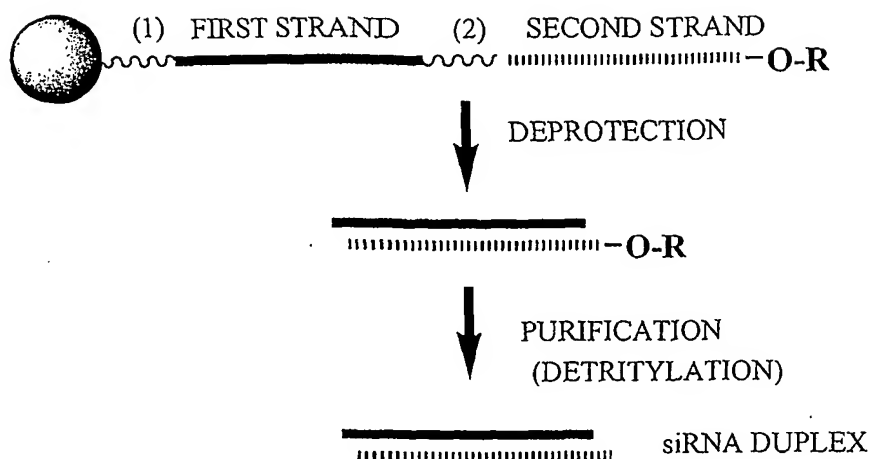 (1) FIRST STRAND (2) SECOND STRAND
O-R
DEPROTECTION
O-R
PURIFICATION
(DETRITYLATION)
siRNA DUPLEX